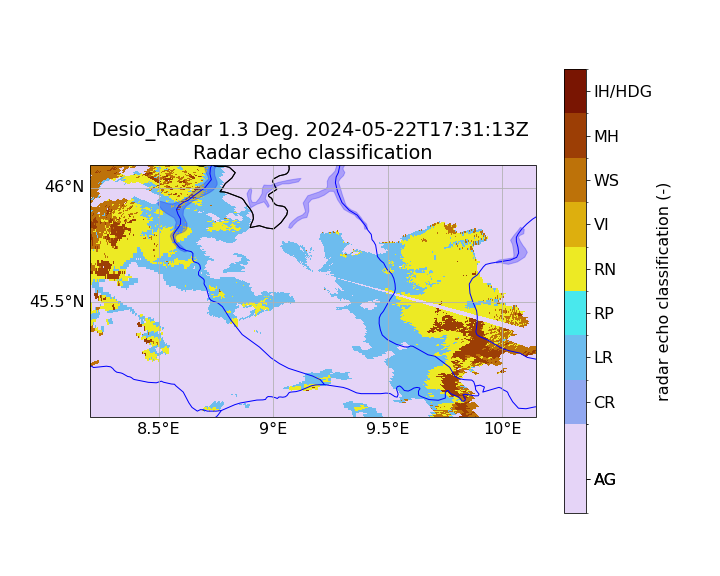 Desio_Radar 1.3 Deg. 2024-05-22T17:31:13Z
Radar echo classification
46°N
45.5°N
8.5°E
9°E
9.5°E
10°E
IH/HDG
MH
WS
VI
RN
RP
LR
CR
AG
radar echo classification (-)